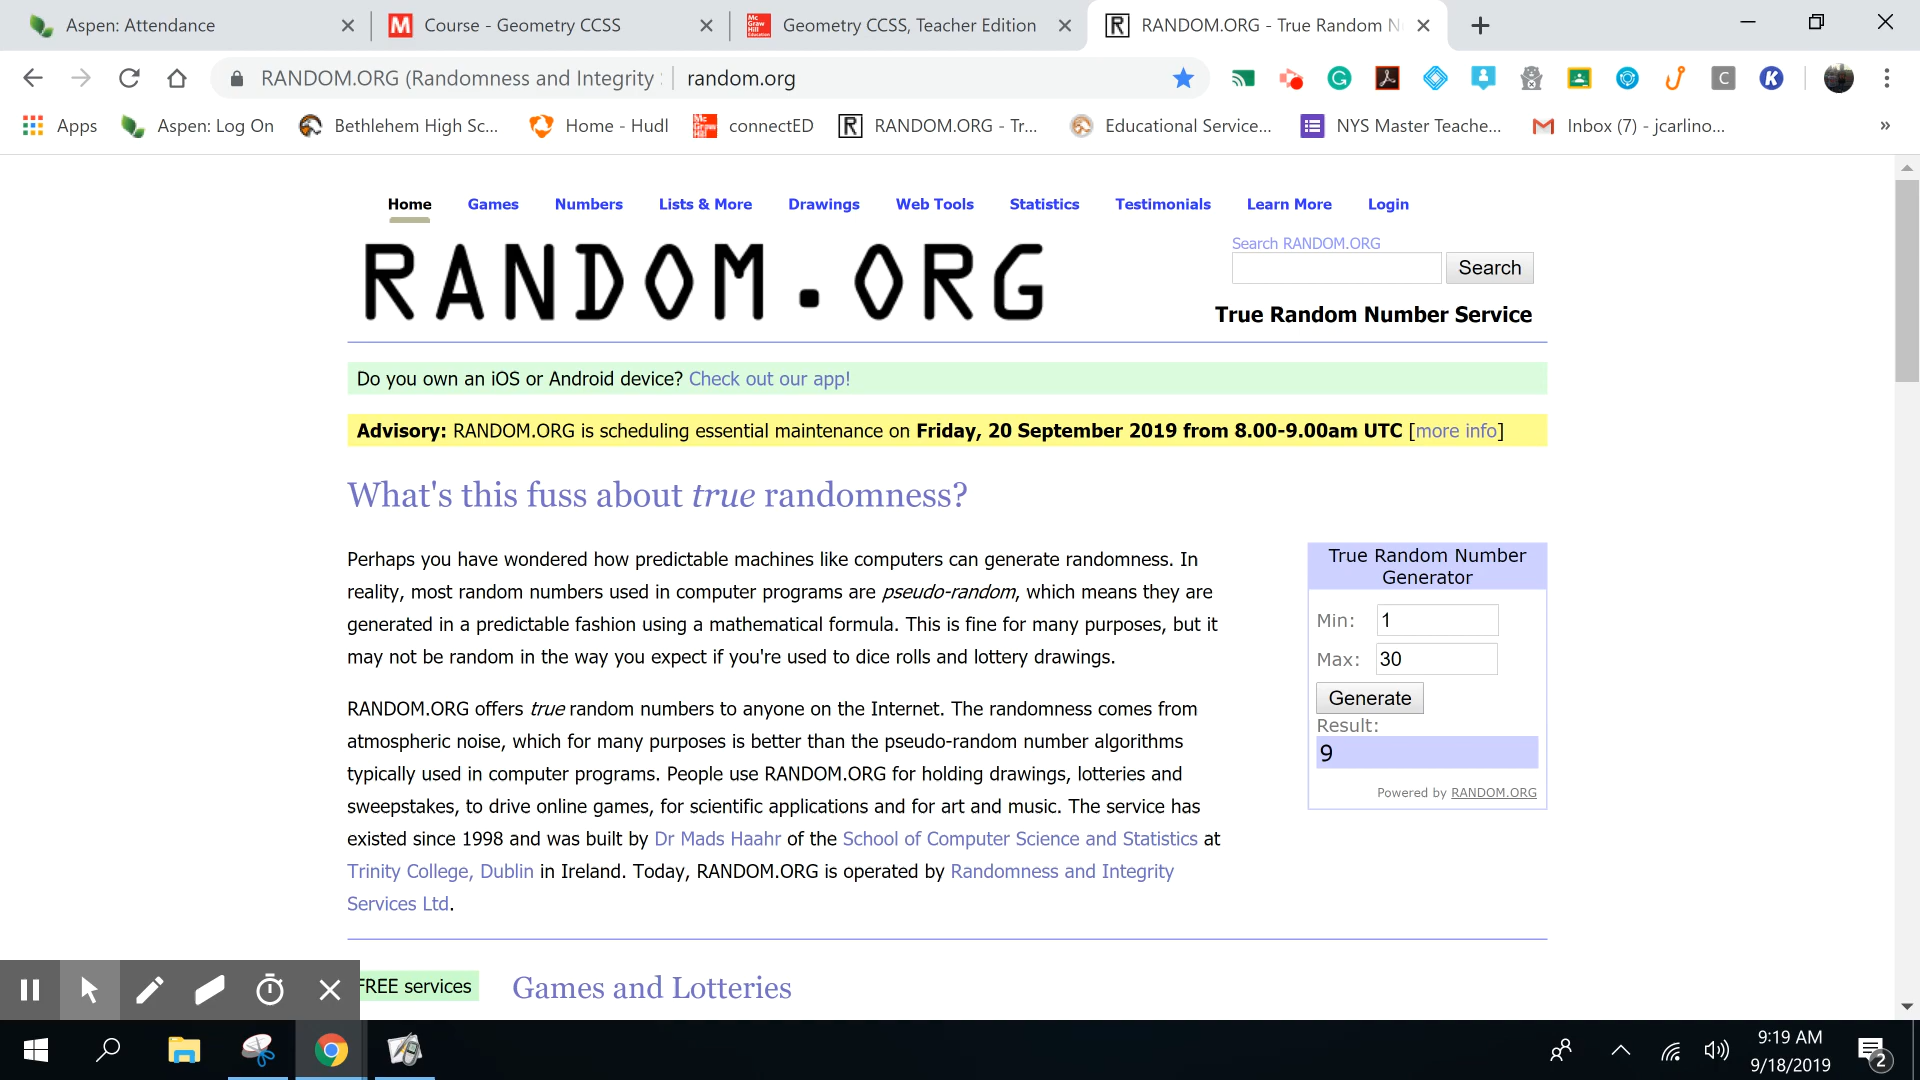 Aspen: Attendance
Course - Geometry CCSS
Geometry CCSS, Teacher Edition
RANDOM.ORG - True Random N
RANDOM.ORG (Randomness and Integrity
random.org
Apps
Aspen: Log On
Bethlehem High Sc...
Home - Hudl
connectED
RANDOM.ORG - Tr...
Educational Service...
NYS Master Teache...
Inbox (7) - jcarlino...
»
Home Games Numbers Lists & More Drawings Web Tools Statistics Testimonials Learn More Login
RANDOM.ORG
Search RANDOM.ORG
Search
True Random Number Service
Do you own an iOS or Android device? Check out our app!
Advisory: RANDOM.ORG is scheduling essential maintenance on Friday, 20 September 2019 from 8.00-9.00am UTC [more info]
What's this fuss about true randomness?
Perhaps you have wondered how predictable machines like computers can generate randomness. In
reality, most random numbers used in computer programs are pseudo-random, which means they are
generated in a predictable fashion using a mathematical formula. This is fine for many purposes, but it
may not be random in the way you expect if you're used to dice rolls and lottery drawings.
RANDOM.ORG offers true random numbers to anyone on the Internet. The randomness comes from
atmospheric noise, which for many purposes is better than the pseudo-random number algorithms
typically used in computer programs. People use RANDOM.ORG for holding drawings, lotteries and
sweepstakes, to drive online games, for scientific applications and for art and music. The service has
existed since 1998 and was built by Dr Mads Haahr of the School of Computer Science and Statistics at
Trinity College, Dublin in Ireland. Today, RANDOM.ORG is operated by Randomness and Integrity
Services Ltd.
True Random Number
Generator
Min: 1
Max: 30
Generate
Result:
9
Powered by RANDOM.ORG
FREE services
Games and Lotteries
9:19 AM
9/18/2019
2